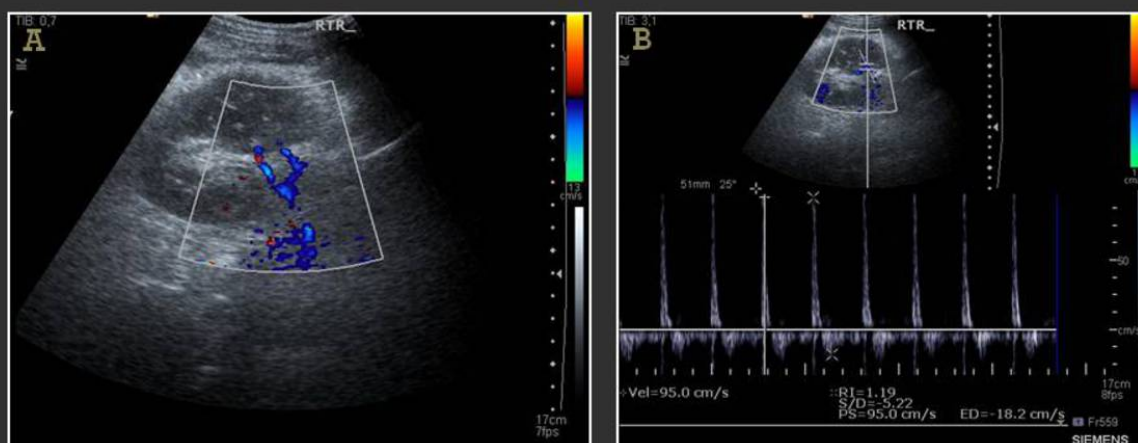 TIB: 0,7
A
RTR_
13
cm/s
17cm
7fps
TIB: 3,1
B
RTR_
51mm 25°
50
cm/s
17cm
8fps
Vel=95.0 cm/s
RI=1.19
S/D=-5.22
PS=95.0 cm/s ED=-18.2 cm/s
Fr559
SIEMENS